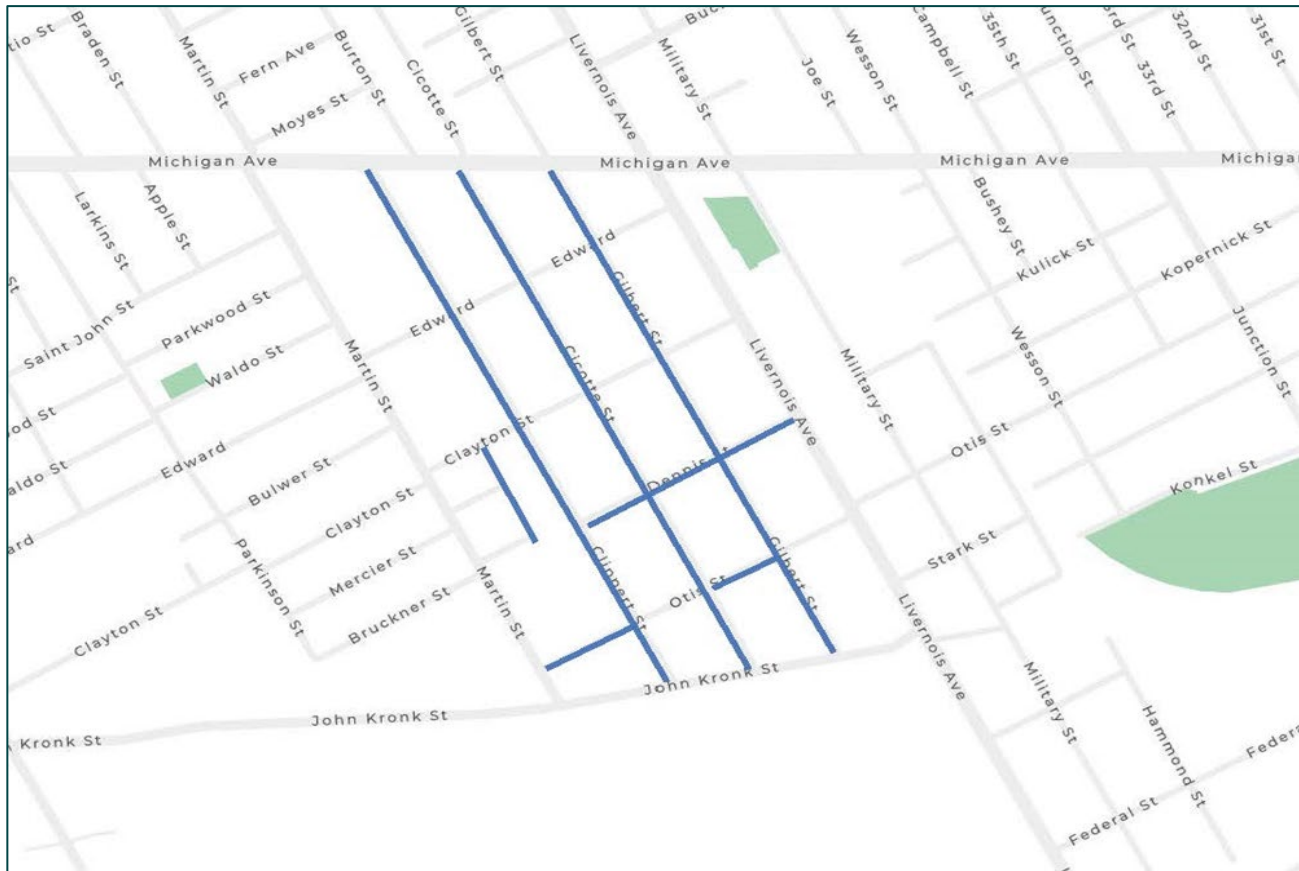 Braden St
Martin St
Fern Ave
Moyes St
Burton St
Cicotte St
Gilbert St
Livernois Ave
Military St
Joe St
Wesson St
Campbell St
35th St
33rd St
32nd St
31st St
Michigan Ave
Michigan Ave
Michigan Ave
Larkins St
Apple St
Saint John St
Parkwood St
Waldo St
Martin St
Edward
Edward
Edward
Gilbert St
Cicotte St
Clayton St
Bulwer St
Clayton St
Mercier St
Bruckner St
Parkinson St
Clayton St
Martin St
Clippert St
Dennis St
Otis St
Gilbert St
Livernois Ave
Military St
Bushey St
Kulick St
Kopernick St
Wesson St
Junction St
Otis St
Konkel St
Stark St
Livernois Ave
Military St
Hammond St
Federal St
John Kronk St
John Kronk St
Kronk St